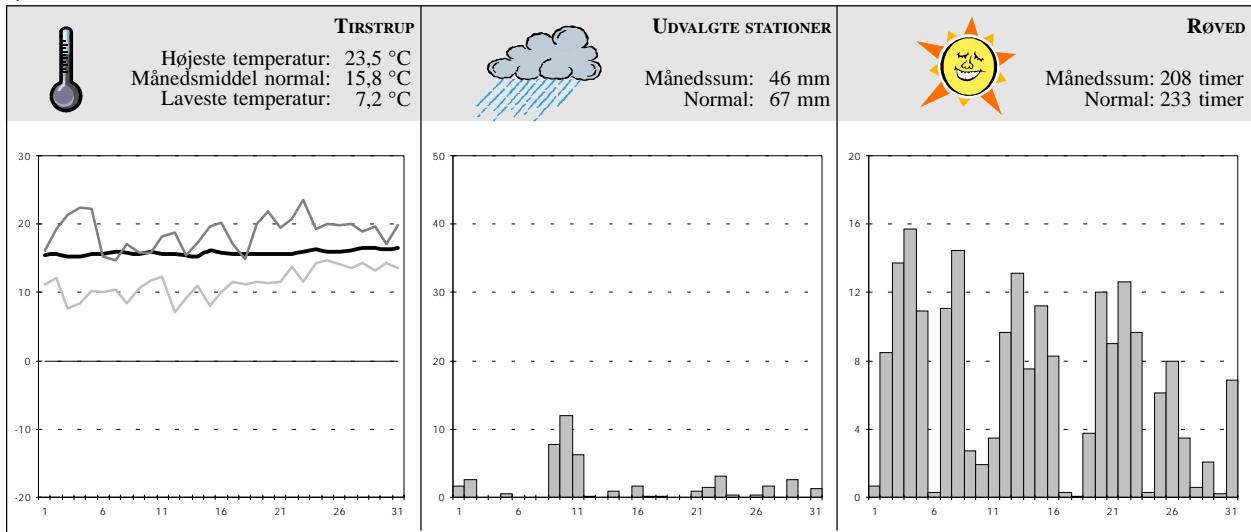 TIRSTRUP
Højeste temperatur: 23,5 °C
Månedsmiddel normal: 15,8 °C
Laveste temperatur: 7,2 °C
30
20
10
0
-10
-20
1 6 11 16 21 26 31
UDVALGTE STATIONER
Månedssum: 46 mm
Normal: 67 mm
50
40
30
20
10
0
1 6 11 16 21 26 31
RØVED
Månedssum: 208 timer
Normal: 233 timer
20
16
12
8
4
0
1 6 11 16 21 26 31